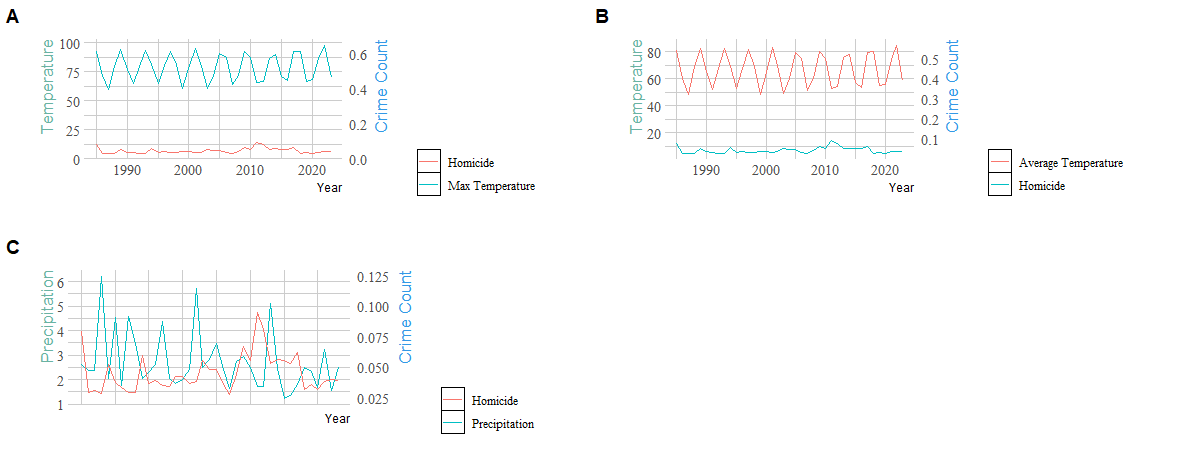 A
Temperature
100
75
50
25
0
1990
2000
2010
2020
Year
0.6
0.4
0.2
0.0
Crime Count
Homicide
Max Temperature
B
Temperature
80
60
40
20
1990
2000
2010
2020
Year
0.5
0.4
0.3
0.2
0.1
Crime Count
Average Temperature
Homicide
C
Precipitation
6
5
4
3
2
1
Year
0.125
0.100
0.075
0.050
0.025
Crime Count
Homicide
Precipitation